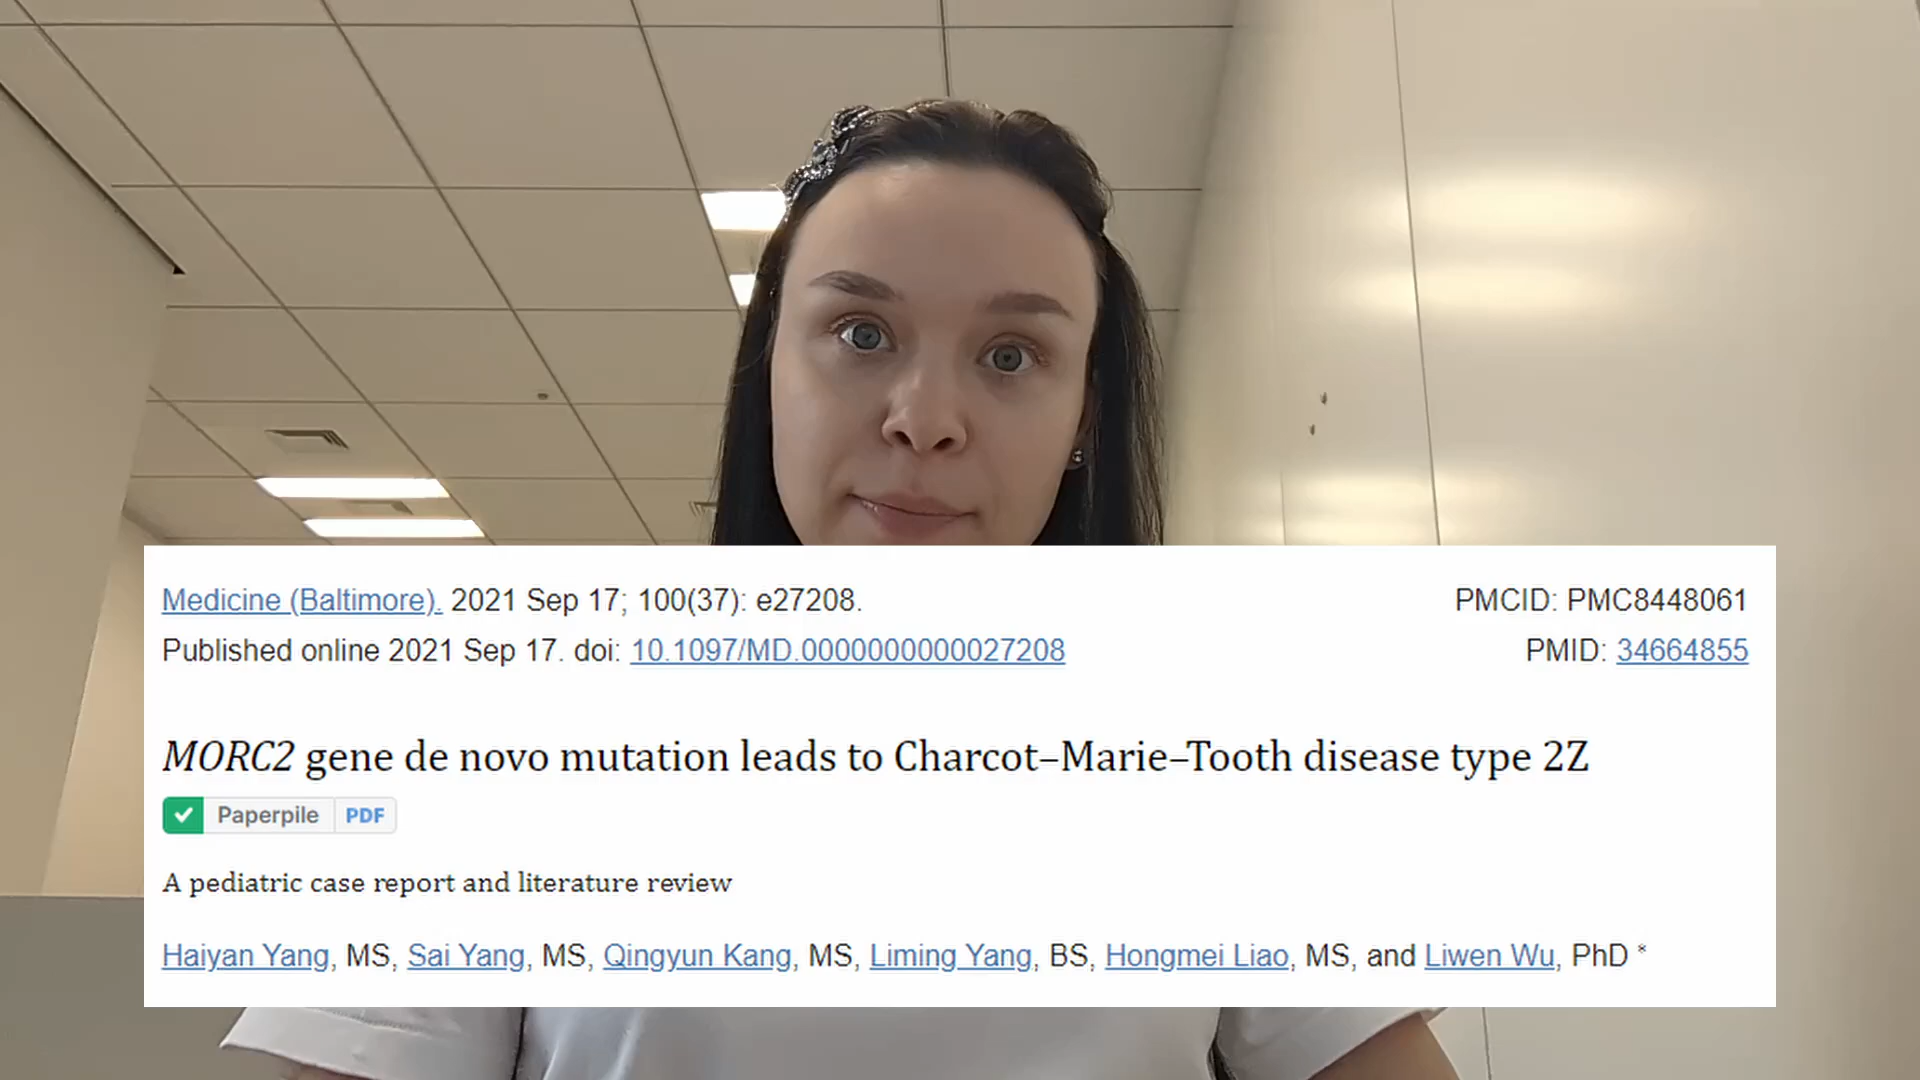 Medicine (Baltimore). 2021 Sep 17; 100(37): e27208. PMCID: PMC8448061
Published online 2021 Sep 17. doi: 10.1097/MD.0000000000027208 PMID: 34664855
MORC2 gene de novo mutation leads to Charcot–Marie–Tooth disease type 2Z
Paperpile PDF
A pediatric case report and literature review
Haiyan Yang, MS, Sai Yang, MS, Qingyun Kang, MS, Liming Yang, BS, Hongmei Liao, MS, and Liwen Wu, PhD *